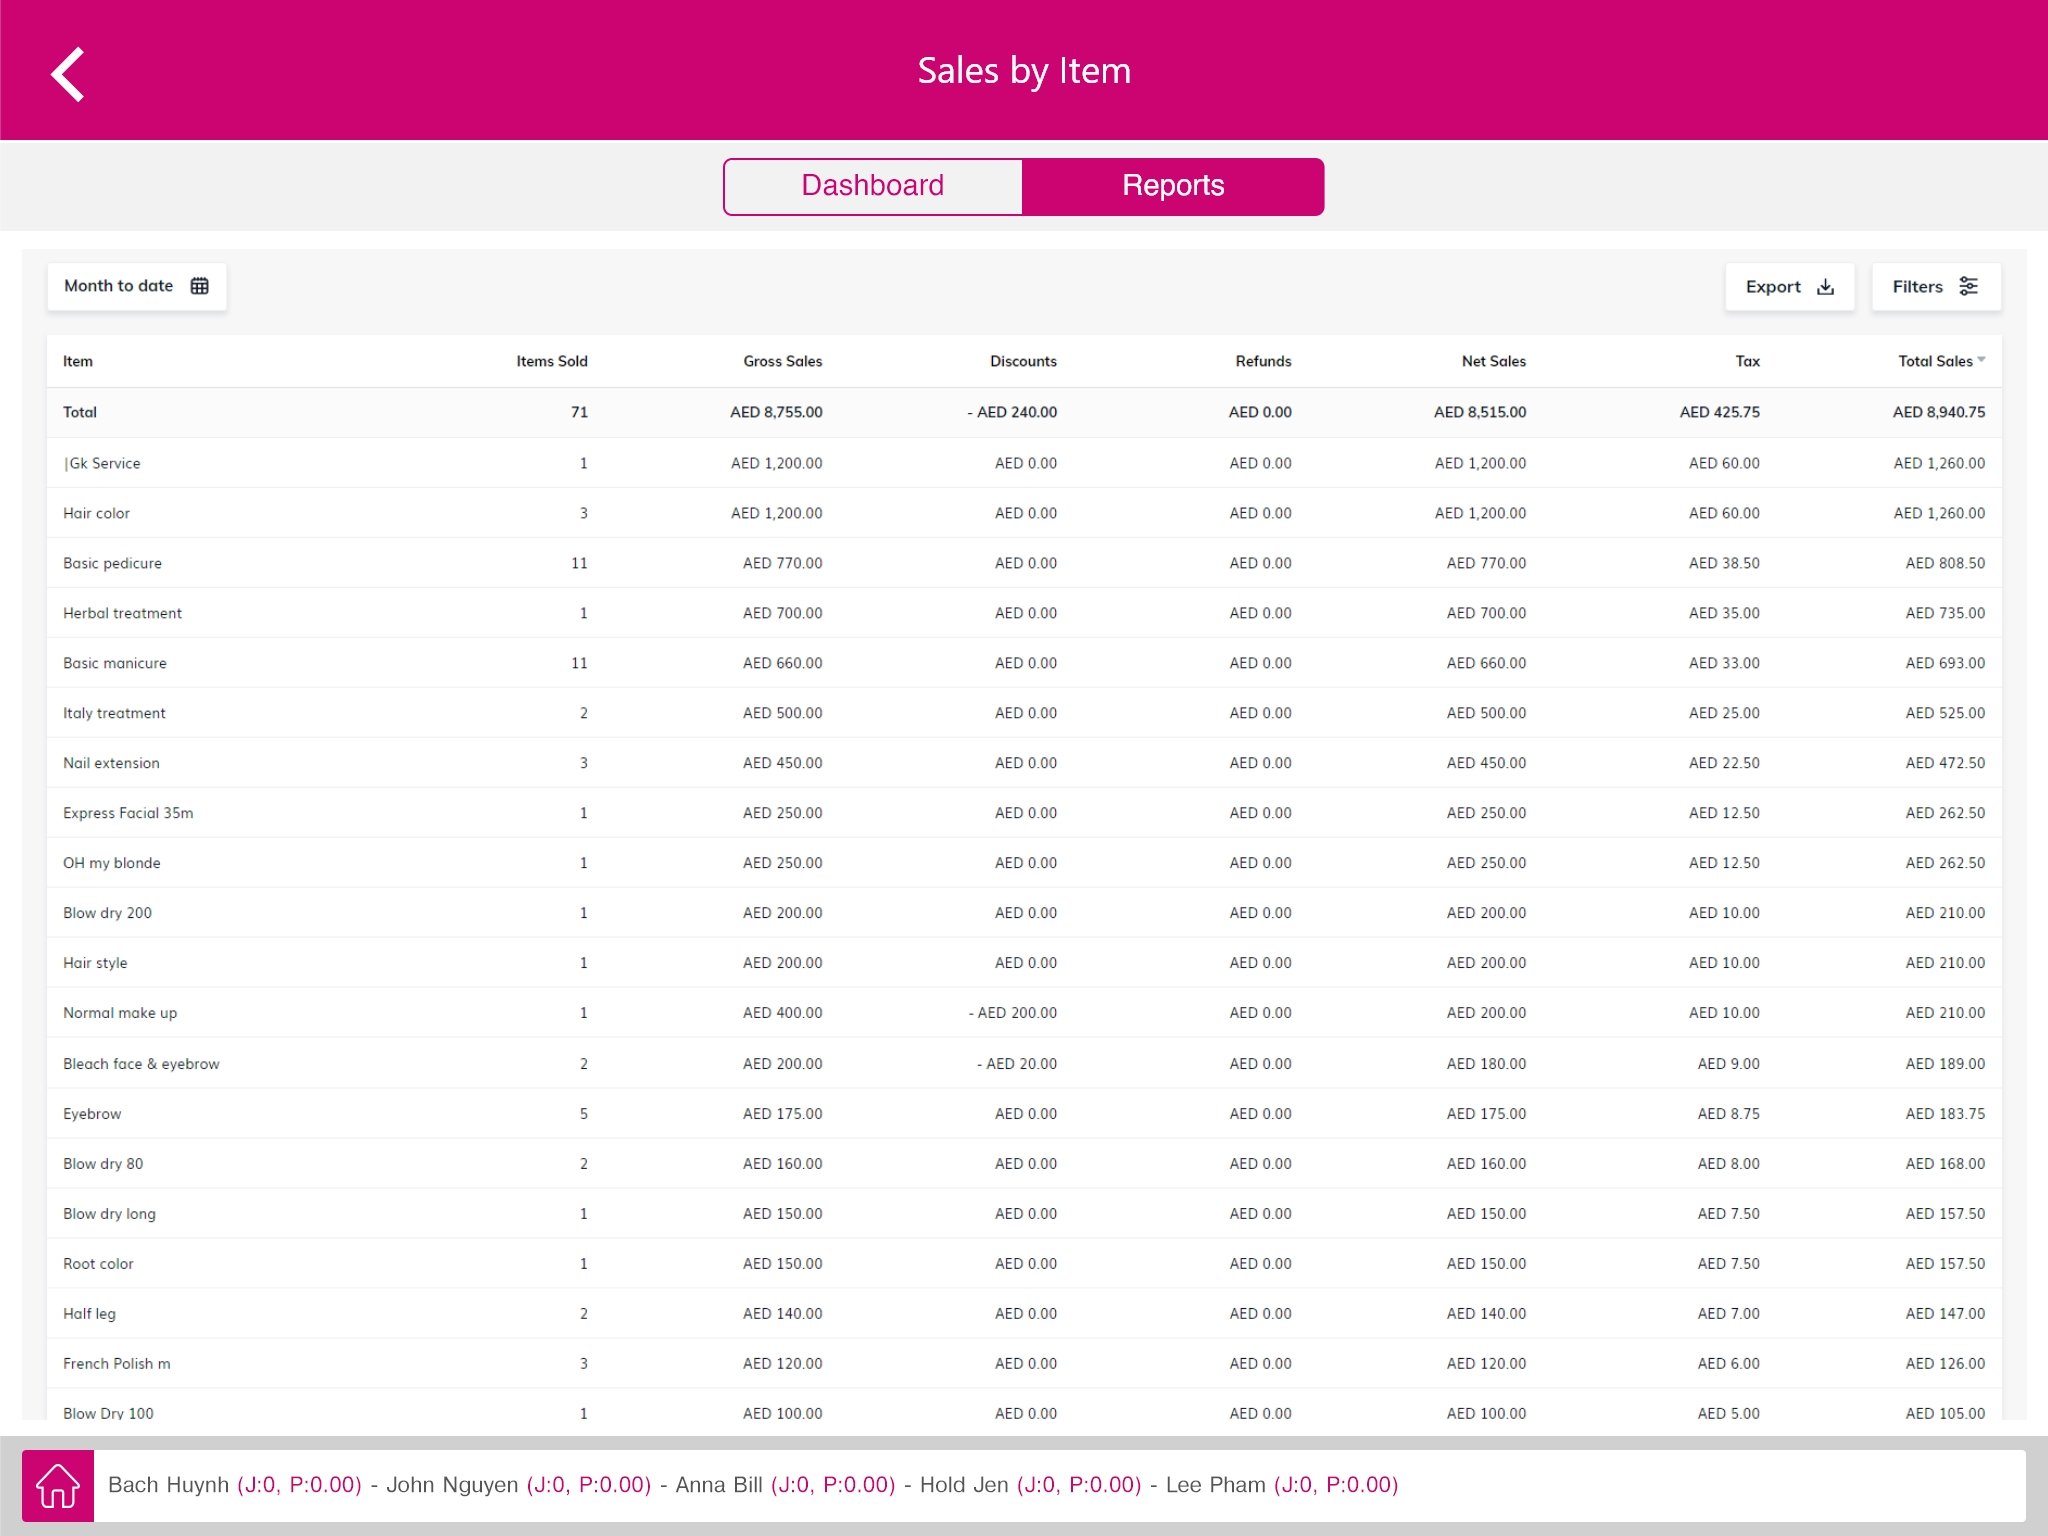 Sales by Item
Dashboard Reports
Month to date Export Filters
Item Items Sold Gross Sales Discounts Refunds Net Sales Tax Total Sales
Total 71 AED 8,755.00 - AED 240.00 AED 0.00 AED 8,515.00 AED 425.75 AED 8,940.75
|Gk Service 1 AED 1,200.00 AED 0.00 AED 0.00 AED 1,200.00 AED 60.00 AED 1,260.00
Hair color 3 AED 1,200.00 AED 0.00 AED 0.00 AED 1,200.00 AED 60.00 AED 1,260.00
Basic pedicure 11 AED 770.00 AED 0.00 AED 0.00 AED 770.00 AED 38.50 AED 808.50
Herbal treatment 1 AED 700.00 AED 0.00 AED 0.00 AED 700.00 AED 35.00 AED 735.00
Basic manicure 11 AED 660.00 AED 0.00 AED 0.00 AED 660.00 AED 33.00 AED 693.00
Italy treatment 2 AED 500.00 AED 0.00 AED 0.00 AED 500.00 AED 25.00 AED 525.00
Nail extension 3 AED 450.00 AED 0.00 AED 0.00 AED 450.00 AED 22.50 AED 472.50
Express Facial 35m 1 AED 250.00 AED 0.00 AED 0.00 AED 250.00 AED 12.50 AED 262.50
OH my blonde 1 AED 250.00 AED 0.00 AED 0.00 AED 250.00 AED 12.50 AED 262.50
Blow dry 200 1 AED 200.00 AED 0.00 AED 0.00 AED 200.00 AED 10.00 AED 210.00
Hair style 1 AED 200.00 AED 0.00 AED 0.00 AED 200.00 AED 10.00 AED 210.00
Normal make up 1 AED 400.00 - AED 200.00 AED 0.00 AED 200.00 AED 10.00 AED 210.00
Bleach face & eyebrow 2 AED 200.00 - AED 20.00 AED 0.00 AED 180.00 AED 9.00 AED 189.00
Eyebrow 5 AED 175.00 AED 0.00 AED 0.00 AED 175.00 AED 8.75 AED 183.75
Blow dry 80 2 AED 160.00 AED 0.00 AED 0.00 AED 160.00 AED 8.00 AED 168.00
Blow dry long 1 AED 150.00 AED 0.00 AED 0.00 AED 150.00 AED 7.50 AED 157.50
Root color 1 AED 150.00 AED 0.00 AED 0.00 AED 150.00 AED 7.50 AED 157.50
Half leg 2 AED 140.00 AED 0.00 AED 0.00 AED 140.00 AED 7.00 AED 147.00
French Polish m 3 AED 120.00 AED 0.00 AED 0.00 AED 120.00 AED 6.00 AED 126.00
Blow Dry 100 1 AED 100.00 AED 0.00 AED 0.00 AED 100.00 AED 5.00 AED 105.00
Bach Huynh (J:0, P:0.00) - John Nguyen (J:0, P:0.00) - Anna Bill (J:0, P:0.00) - Hold Jen (J:0, P:0.00) - Lee Pham (J:0, P:0.00)